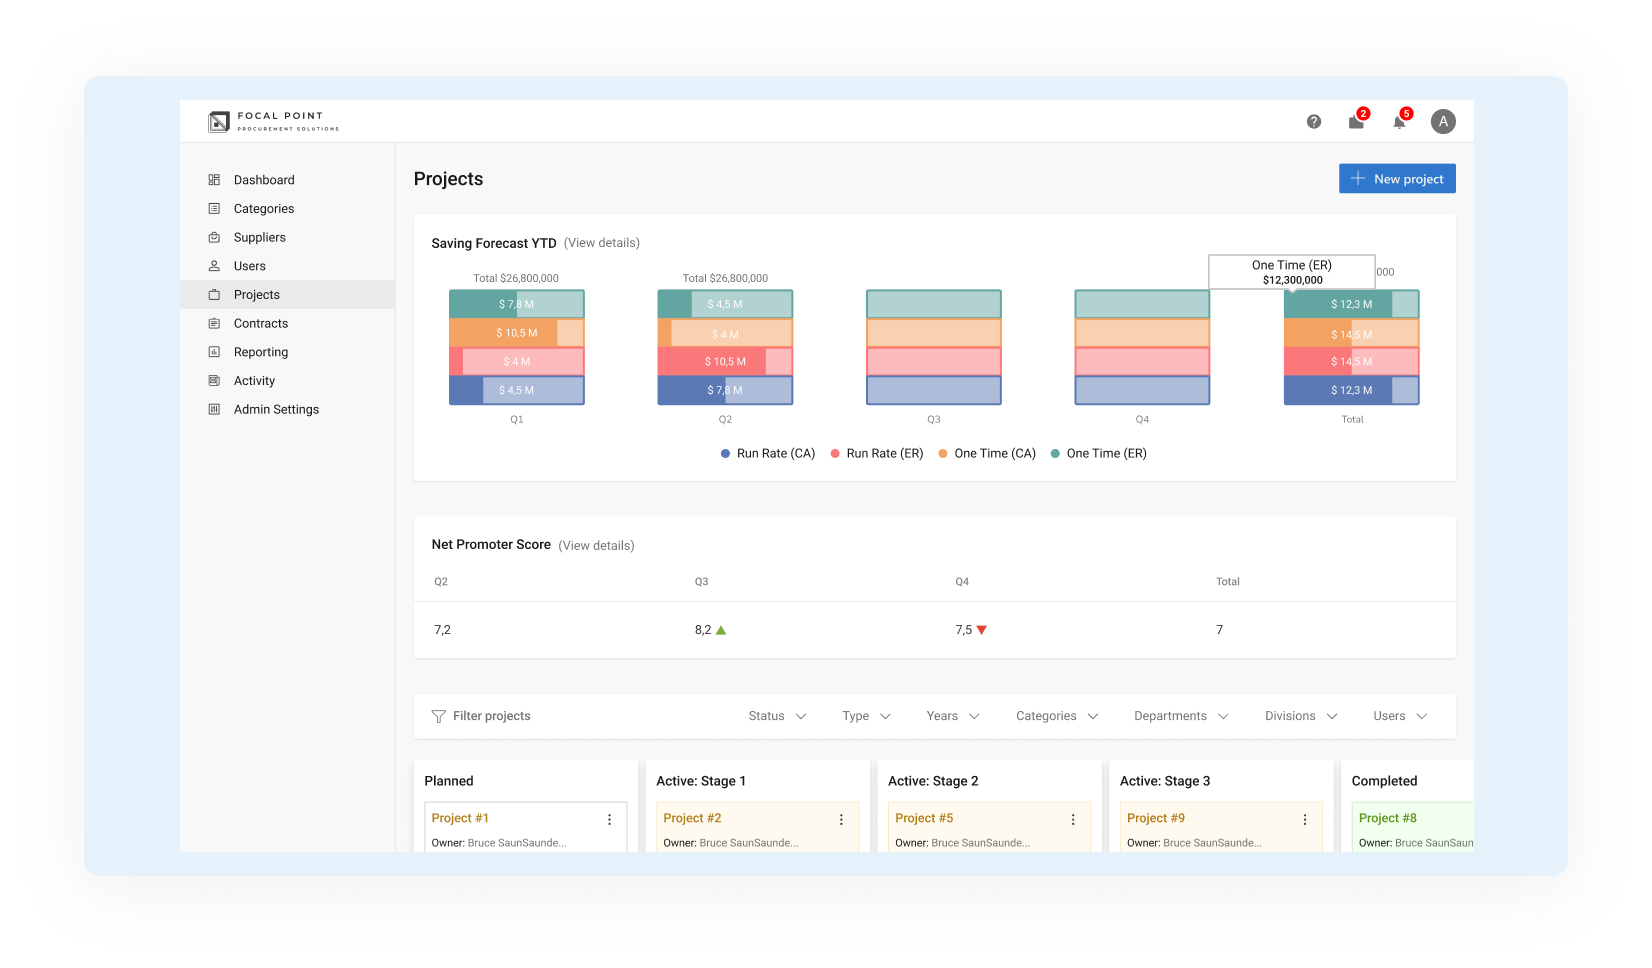 FOCAL POINT
PROCUREMENT SOLUTIONS
2
5
A
Dashboard
Categories
Suppliers
Users
Projects
Contracts
Reporting
Activity
Admin Settings
Projects
New project
Saving Forecast YTD (View details)
Total $26,800,000
Total $26,800,000
One Time (ER)
$12,300,000
000
$ 7,8 M
$ 4,5 M
$ 12,3 M
$ 10,5 M
$ 4 M
$ 14,5 M
$ 4 M
$ 10,5 M
$ 14,5 M
$ 4,5 M
$ 7,8 M
$ 12,3 M
Q1
Q2
Q3
Q4
Total
Run Rate (CA)
Run Rate (ER)
One Time (CA)
One Time (ER)
Net Promoter Score (View details)
Q2
Q3
Q4
Total
7,2
8,2
7,5
7
Filter projects
Status
Type
Years
Categories
Departments
Divisions
Users
Planned
Project #1
Owner: Bruce SaunSaunde...
Active: Stage 1
Project #2
Owner: Bruce SaunSaunde...
Active: Stage 2
Project #5
Owner: Bruce SaunSaunde...
Active: Stage 3
Project #9
Owner: Bruce SaunSaunde...
Completed
Project #8
Owner: Bruce SaunSaun